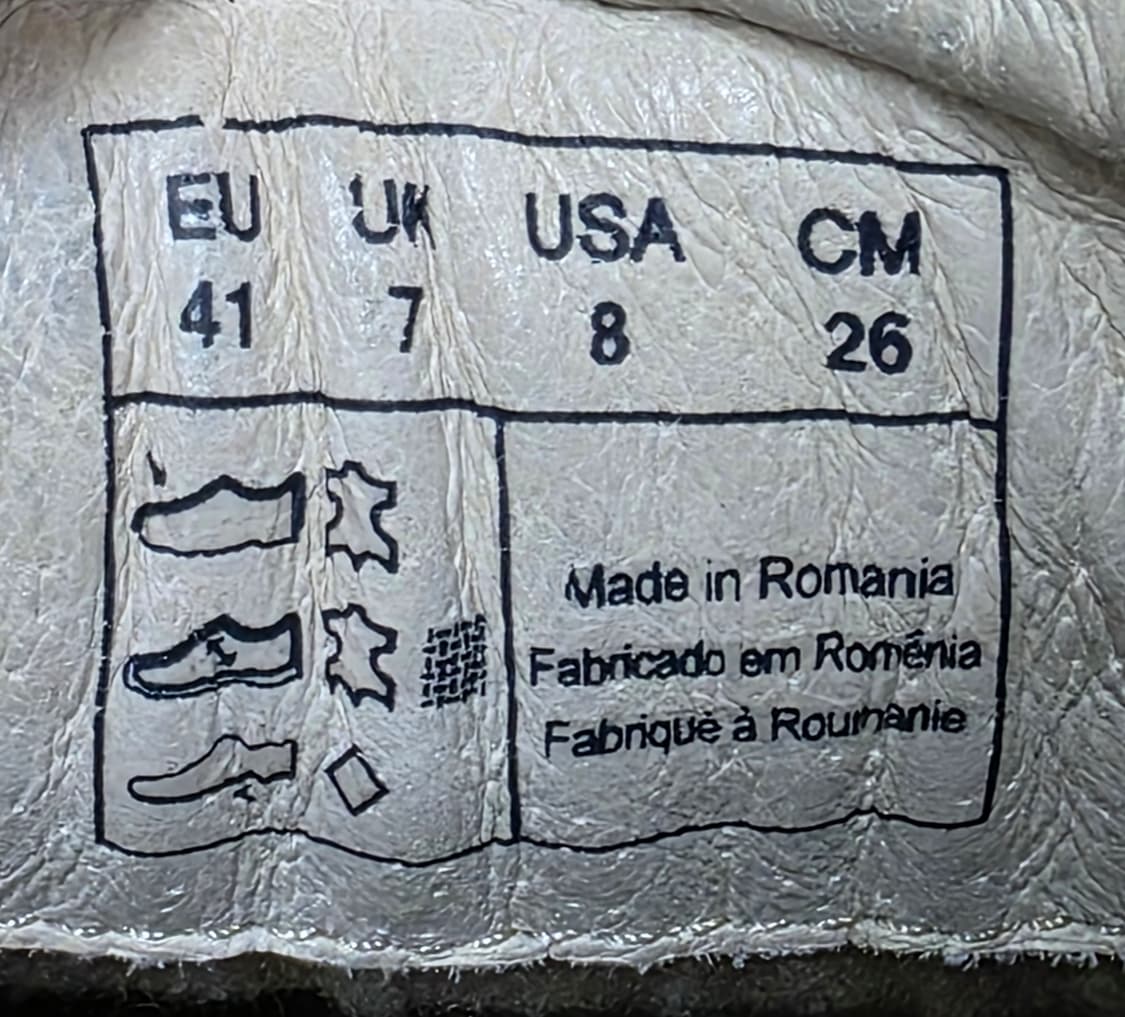 EU UK USA CM
41 7 8 26
Made in Romania
Fabricado em Roménia
Fabriqué à Roumanie